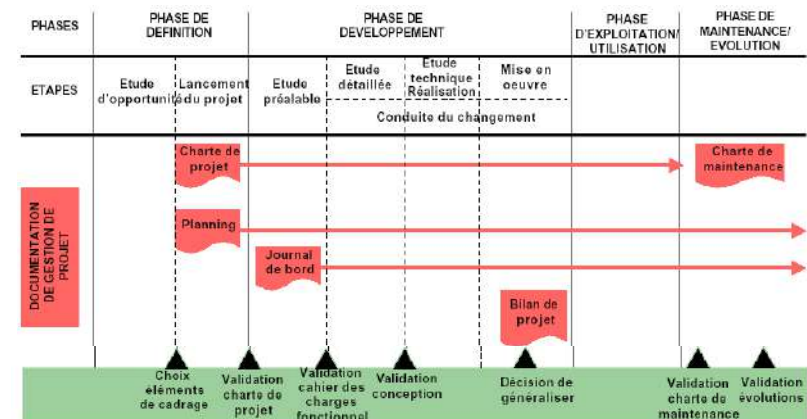 PHASES
PHASE DE
DEFINITION
PHASE DE
DEVELOPPEMENT
PHASE
D'EXPLOITATION/
UTILISATION
PHASE DE
MAINTENANCE/
EVOLUTION
ETAPES
Etude
d'opportunité
Lancement
du projet
Etude
préalable
Etude
détaillée
Etude
technique
Réalisation
Mise en
oeuvre
Conduite du changement
DOCUMENTATION
DE GESTION DE
PROJET
Charte de
projet
Charte de
maintenance
Planning
Journal
de bord
Bilan de
projet
Choix
éléments
de cadrage
Validation
charte de
projet
Validation
cahier des
charges
fonctionnel
Validation
conception
Décision de
généraliser
Validation
charte de
maintenance
Validation
évolutions